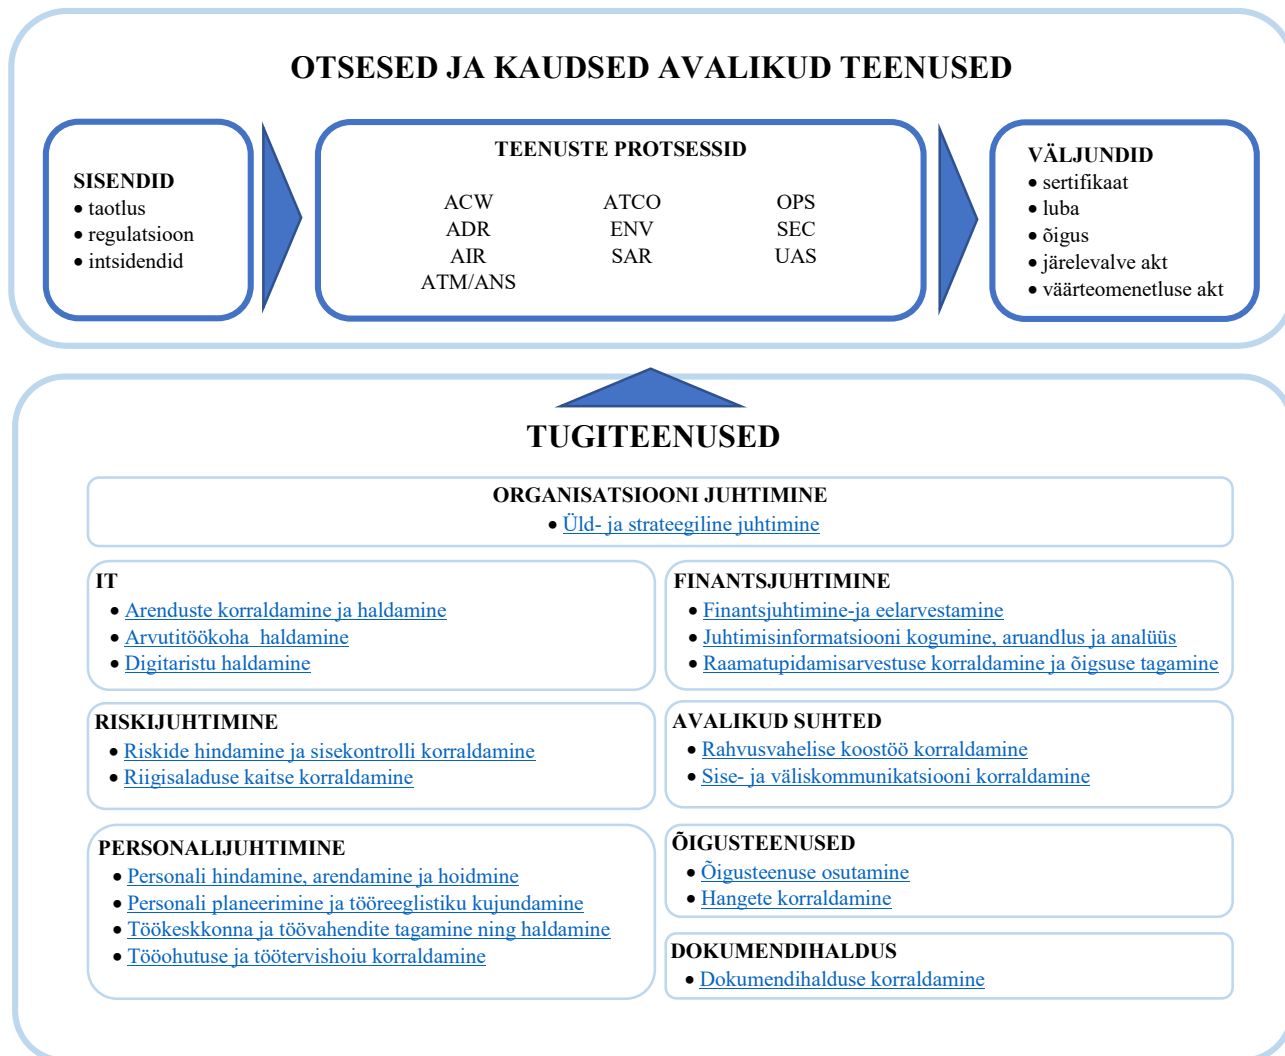 OTSESED JA KAUDSED AVALIKUD TEENUSED
SISENDID
• taotlus
• regulatsioon
• intsidendid
TEENUSTE PROTSESSID
ACW ATCO OPS
ADR ENV SEC
AIR SAR UAS
ATM/ANS
VÄLJUNDID
• sertifikaat
• luba
• õigus
• järelevalve akt
• väärteomenetluse akt
TUGITEENUSED
ORGANISATSIOONI JUHTIMINE
• Üld- ja strateegiline juhtimine
IT
• Arenduste korraldamine ja haldamine
• Arvutitöökoha haldamine
• Digitaristu haldamine
FINANTSJUHTIMINE
• Finantsjuhtimine-ja eelarvestamine
• Juhtimisinformatsiooni kogumine, aruandlus ja analüüs
• Raamatupidamisarvestuse korraldamine ja õigsuse tagamine
RISKIJUHTIMINE
• Riskide hindamine ja sisekontrolli korraldamine
• Riigisaladuse kaitse korraldamine
AVALIKUD SUHTED
• Rahvusvahelise koostöö korraldamine
• Sise- ja väliskommunikatsiooni korraldamine
PERSONALIJUHTIMINE
• Personali hindamine, arendamine ja hoidmine
• Personali planeerimine ja tööreeglistiku kujundamine
• Töökeskkonna ja töövahendite tagamine ning haldamine
• Tööohutuse ja töötervishoiu korraldamine
ÕIGUSTEENUSED
• Õigusteenuse osutamine
• Hangete korraldamine
DOKUMENDIHALDUS
• Dokumendihalduse korraldamine